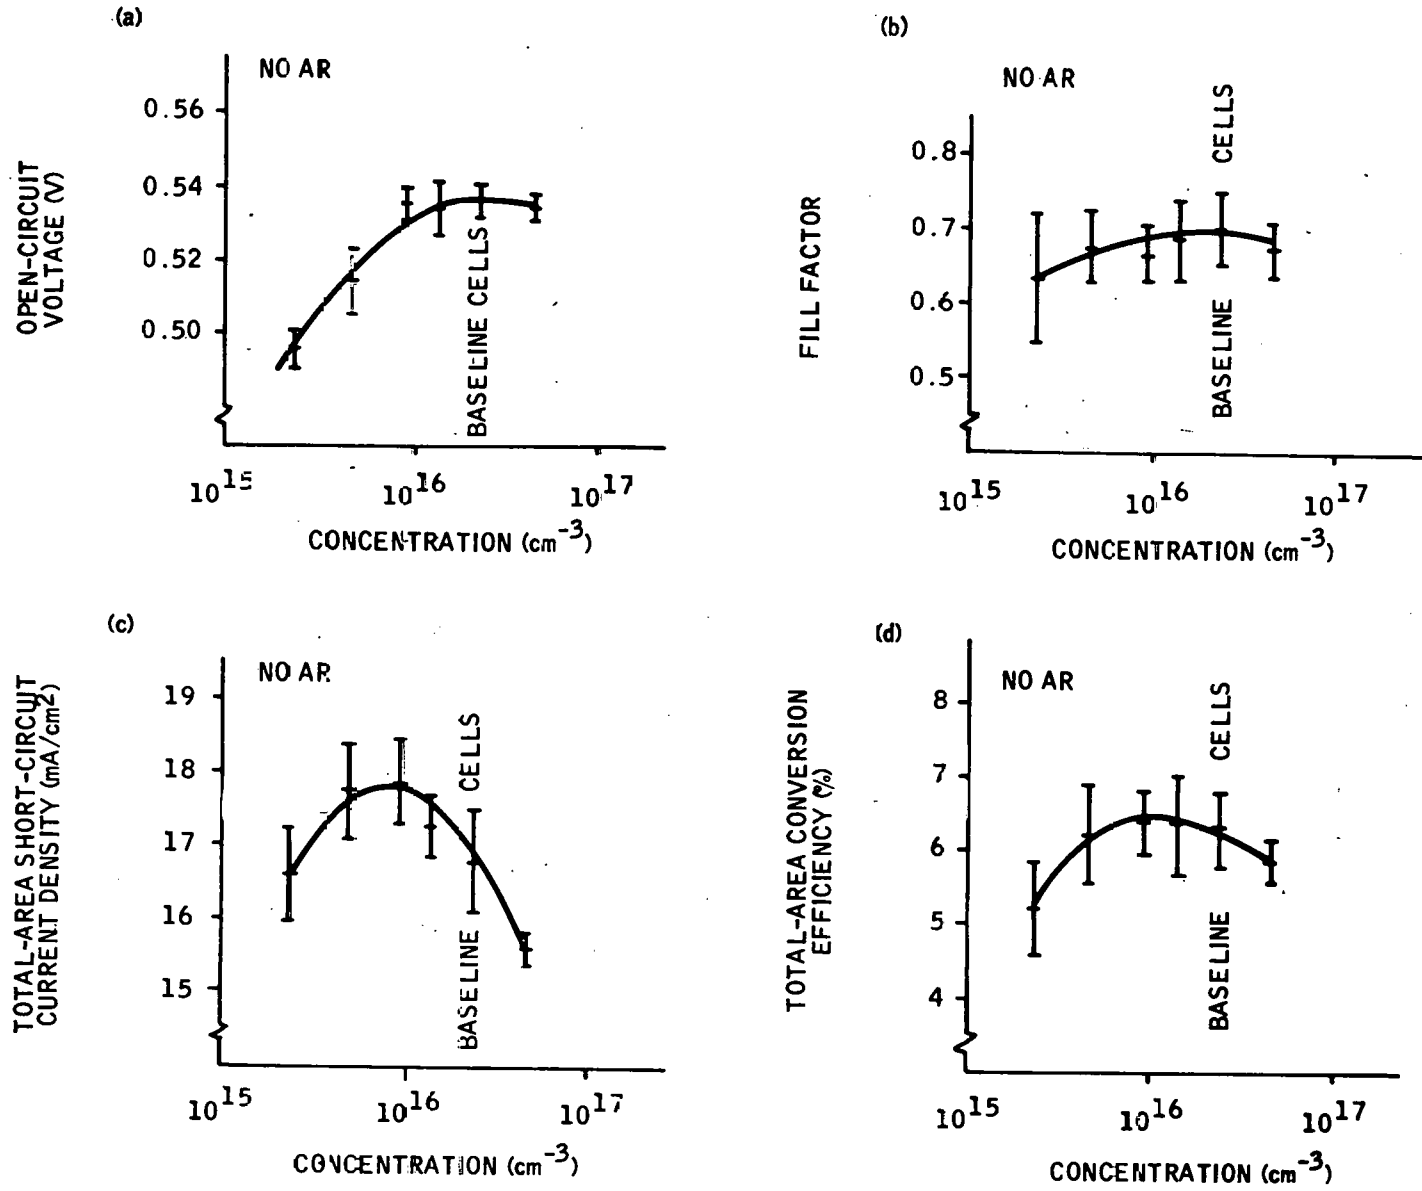 (a)
NO AR
0.56
0.54
0.52
0.50
OPEN-CIRCUIT
VOLTAGE (V)
BASELINE CELLS
10^15
10^16
10^17
CONCENTRATION (cm^-3)
(b)
NO AR
0.8
0.7
0.6
0.5
FILL FACTOR
BASELINE CELLS
10^15
10^16
10^17
CONCENTRATION (cm^-3)
(c)
NO AR
19
18
17
16
15
TOTAL-AREA SHORT-CIRCUIT
CURRENT DENSITY (mA/cm^2)
BASELINE CELLS
10^15
10^16
10^17
CONCENTRATION (cm^-3)
(d)
NO AR
8
7
6
5
4
TOTAL-AREA CONVERSION
EFFICIENCY (%)
BASELINE CELLS
10^15
10^16
10^17
CONCENTRATION (cm^-3)